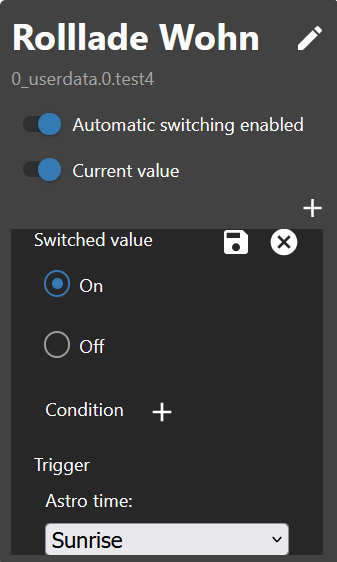 Rolllade Wohn
0_userdata.0.test4
Automatic switching enabled
Current value
Switched value
On
Off
Condition
Trigger
Astro time:
Sunrise